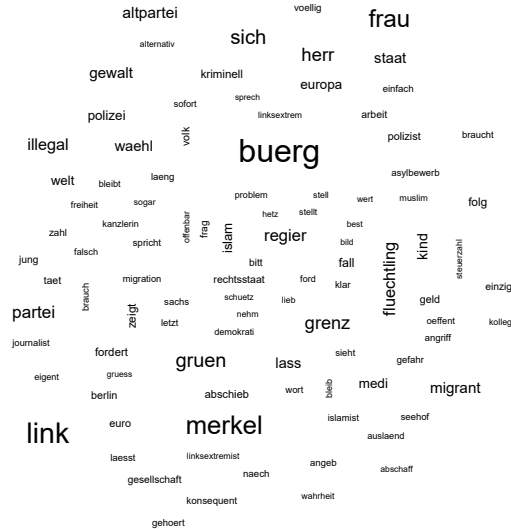 voellig
altpartei
frau
sich
alternativ
herr
staat
gewalt
kriminell
europa
einfach
sofort
sprech
linksextrem
arbeit
polizei
volk
polizist
braucht
illegal
waehl
buerg
asylbewerb
welt
bleibt
laeng
problem
stell
wert
muslim
folg
freiheit
sogar
offenbar
hetz
stellt
kanzlerin
frag
best
zahl
spricht
islam
regier
bild
kind
steuerzahl
falsch
jung
bitt
fall
fluechtling
taet
brauch
migration
rechtsstaat
ford
klar
einzig
sachs
schuetz
lieb
geld
partei
zeigt
letzt
nehm
grenz
oeffent
kolleg
demokrati
angriff
journalist
fordert
gruen
lass
sieht
gefahr
eigent
gruess
medi
migrant
berlin
abschieb
wort
bleib
link
euro
merkel
islamist
seehof
auslaend
laesst
linksextremist
angeb
abschaff
gesellschaft
naech
konsequent
wahrheit
gehoert